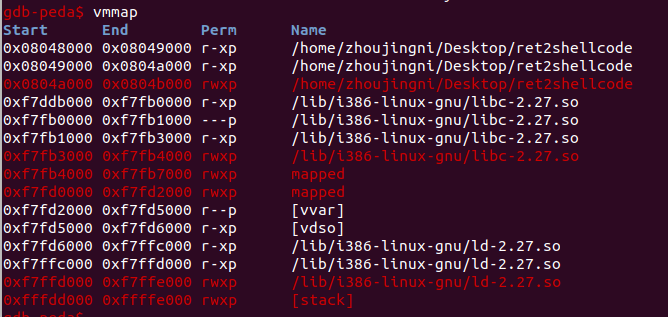 gdb-peda$ vmmap
Start End Perm Name
0x08048000 0x08049000 r-xp /home/zhoujingni/Desktop/ret2shellcode
0x08049000 0x0804a000 r-xp /home/zhoujingni/Desktop/ret2shellcode
0x0804a000 0x0804b000 rwxp /home/zhoujingni/Desktop/ret2shellcode
0xf7ddb000 0xf7fb0000 r-xp /lib/i386-linux-gnu/libc-2.27.so
0xf7fb0000 0xf7fb1000 ---p /lib/i386-linux-gnu/libc-2.27.so
0xf7fb1000 0xf7fb3000 r-xp /lib/i386-linux-gnu/libc-2.27.so
0xf7fb3000 0xf7fb4000 rwxp /lib/i386-linux-gnu/libc-2.27.so
0xf7fb4000 0xf7fb7000 rwxp mapped
0xf7fd0000 0xf7fd2000 rwxp mapped
0xf7fd2000 0xf7fd5000 r--p [vvar]
0xf7fd5000 0xf7fd6000 r-xp [vdso]
0xf7fd6000 0xf7ffc000 r-xp /lib/i386-linux-gnu/ld-2.27.so
0xf7ffc000 0xf7ffd000 r-xp /lib/i386-linux-gnu/ld-2.27.so
0xf7ffd000 0xf7ffe000 rwxp /lib/i386-linux-gnu/ld-2.27.so
0xfffdd000 0xffffe000 rwxp [stack]
gdb-peda$